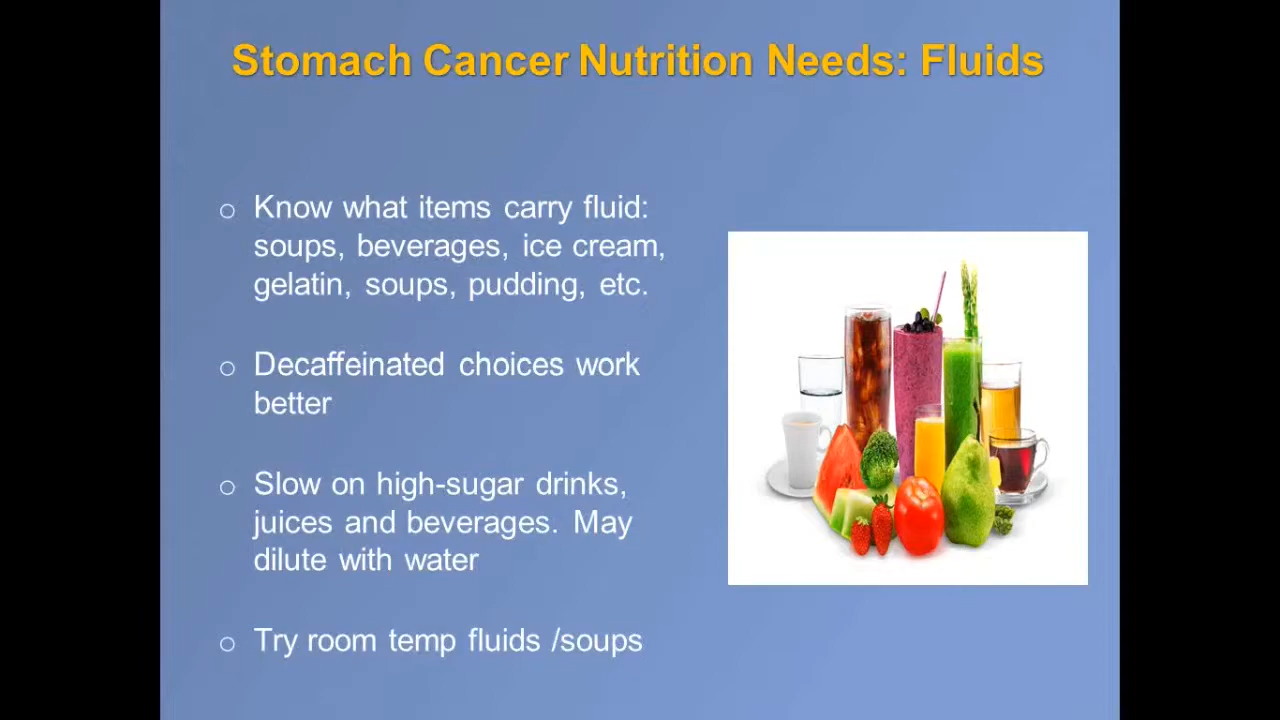 Stomach Cancer Nutrition Needs: Fluids
o Know what items carry fluid:
soups, beverages, ice cream,
gelatin, soups, pudding, etc.
o Decaffeinated choices work
better
o Slow on high-sugar drinks,
juices and beverages. May
dilute with water
o Try room temp fluids /soups